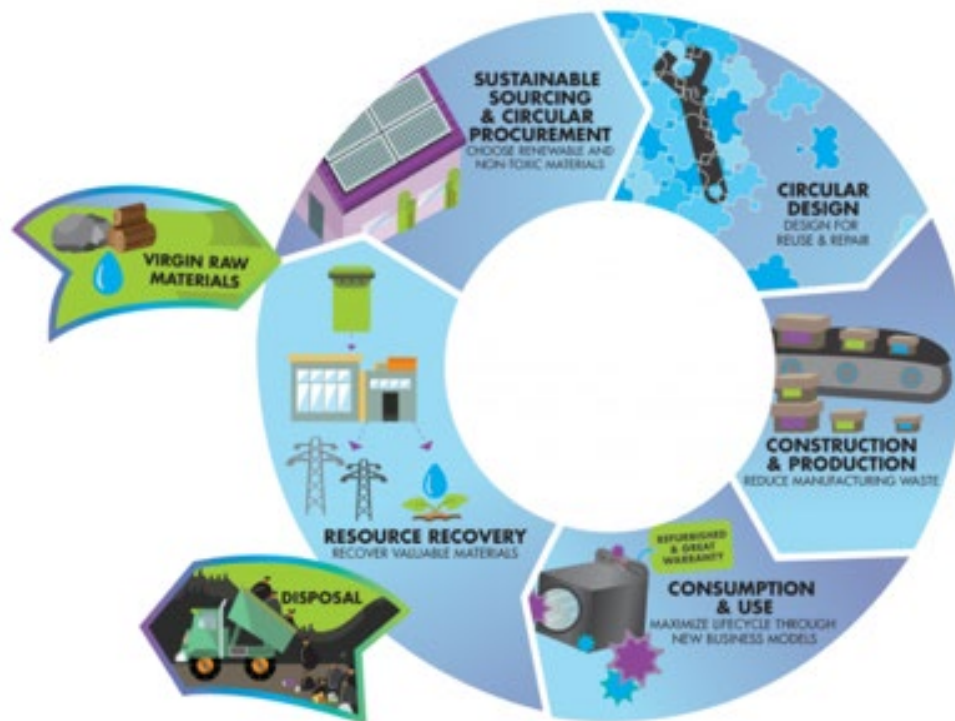 SUSTAINABLE
SOURCING
& CIRCULAR
PROCUREMENT
CHOOSE RENEWABLE AND
NON-TOXIC MATERIALS
CIRCULAR
DESIGN
DESIGN FOR
REUSE & REPAIR
CONSTRUCTION
& PRODUCTION
REDUCE MANUFACTURING WASTE
REFURBISHED
& GREAT
WARRANTY
CONSUMPTION
& USE
MAXIMIZE LIFECYCLE THROUGH
NEW BUSINESS MODELS
RESOURCE RECOVERY
RECOVER VALUABLE MATERIALS
DISPOSAL
VIRGIN RAW
MATERIALS